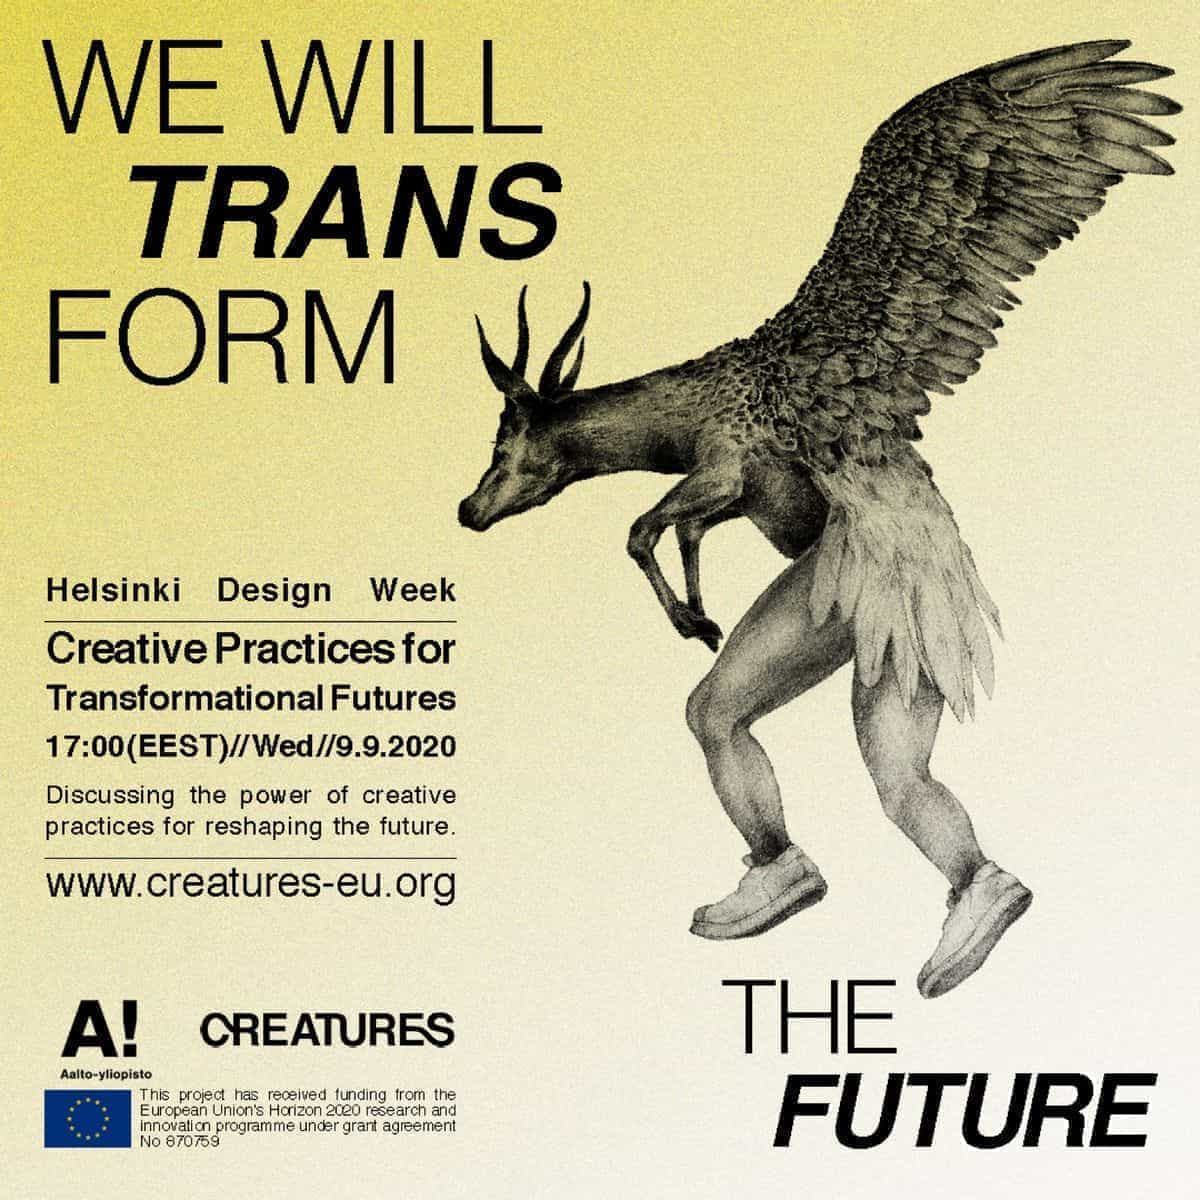 WE WILL
TRANS
FORM
Helsinki Design Week
Creative Practices for
Transformational Futures
17:00(EEST)//Wed//9.9.2020
Discussing the power of creative
practices for reshaping the future.
www.creatures-eu.org
A!
Aalto-yliopisto
CREATURES
This project has received funding from the
European Union's Horizon 2020 research and
innovation programme under grant agreement
No 870759
THE
FUTURE